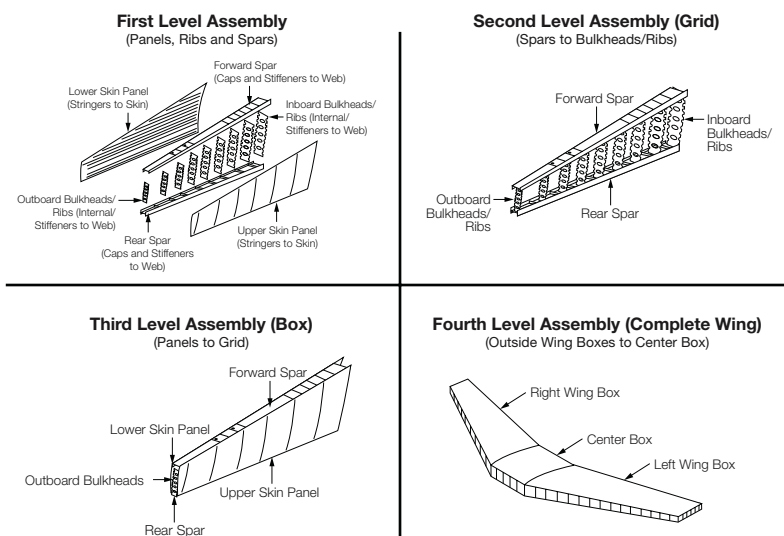 First Level Assembly
(Panels, Ribs and Spars)
Forward Spar
(Caps and Stiffeners to Web)
Lower Skin Panel
(Stringers to Skin)
Inboard Bulkheads/
Ribs (Internal/
Stiffeners to Web)
Outboard Bulkheads/
Ribs (Internal/
Stiffeners to Web)
Rear Spar
(Caps and Stiffeners
to Web)
Upper Skin Panel
(Stringers to Skin)
Second Level Assembly (Grid)
(Spars to Bulkheads/Ribs)
Forward Spar
Inboard
Bulkheads/
Ribs
Outboard
Bulkheads/
Ribs
Rear Spar
Third Level Assembly (Box)
(Panels to Grid)
Forward Spar
Lower Skin Panel
Outboard Bulkheads
Upper Skin Panel
Rear Spar
Fourth Level Assembly (Complete Wing)
(Outside Wing Boxes to Center Box)
Right Wing Box
Center Box
Left Wing Box